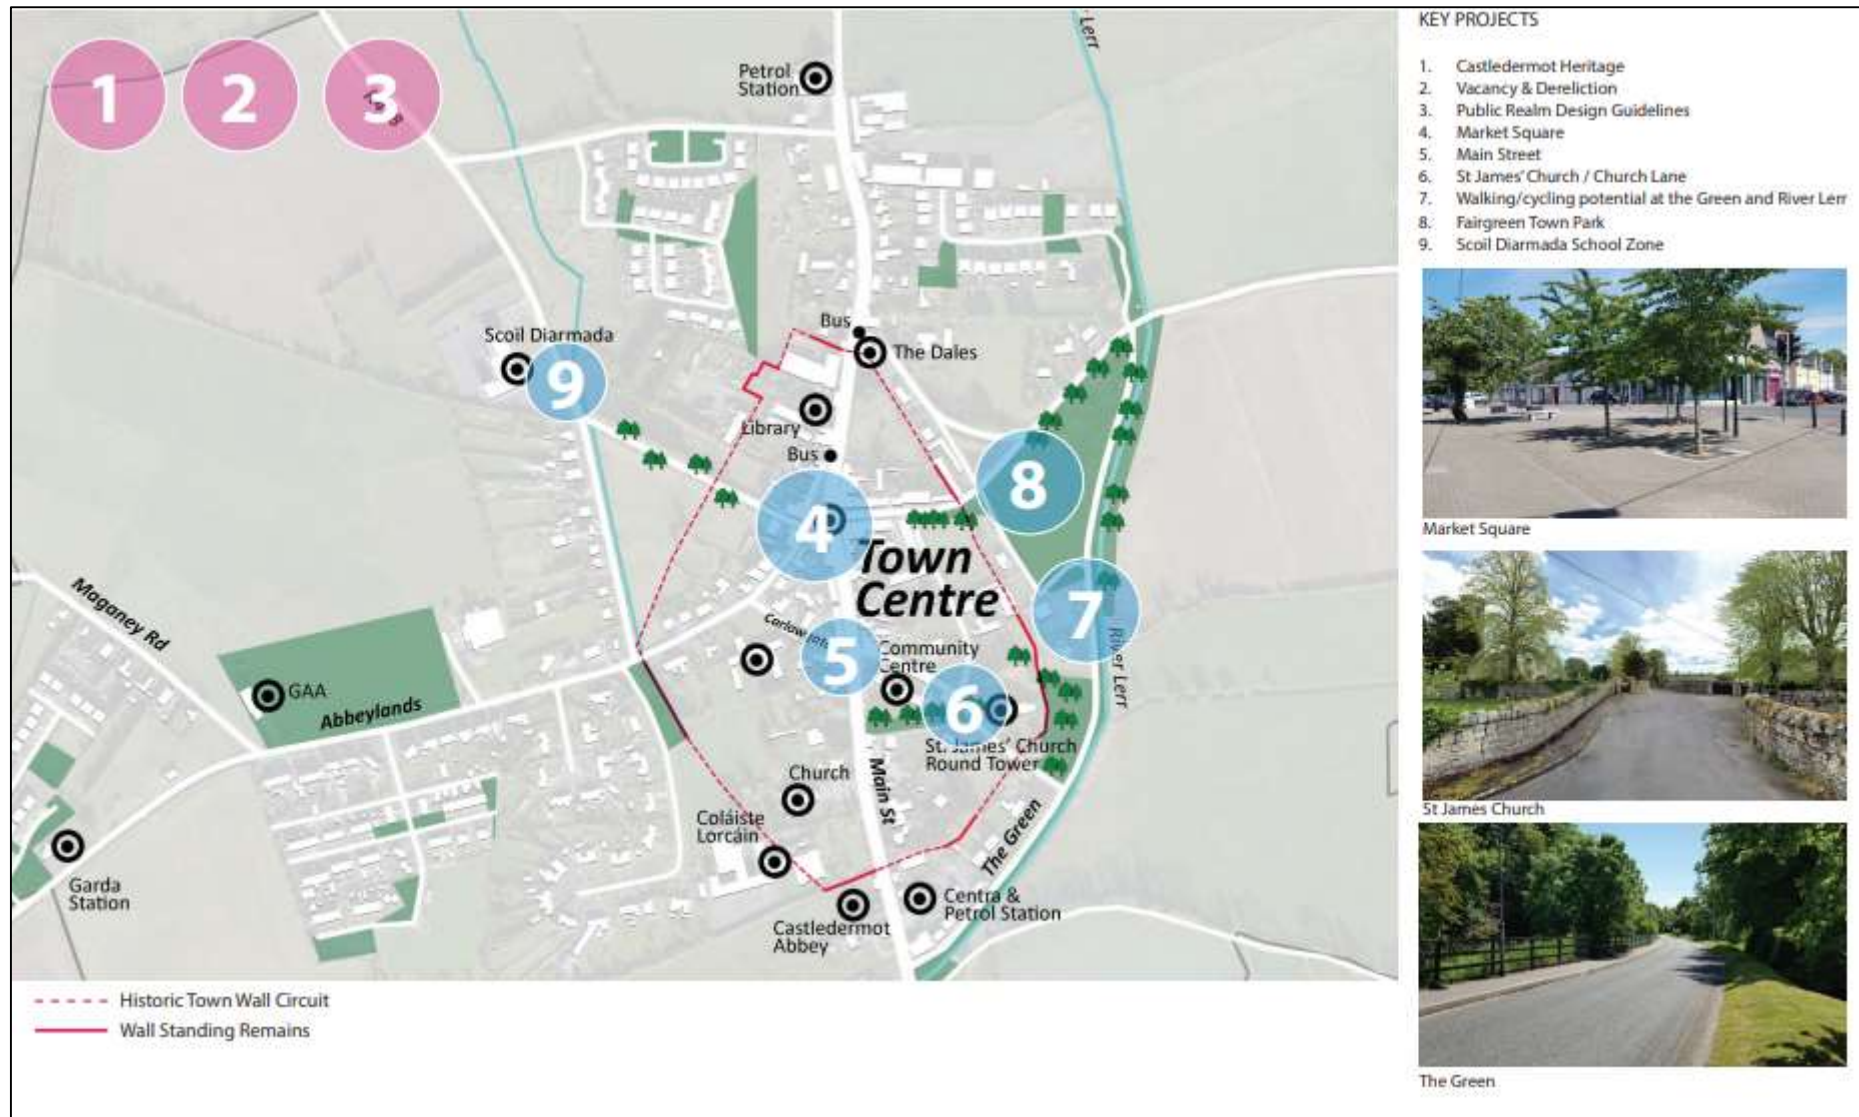 1
2
3
Lerr
Petrol
Station
Bus
The Dales
Scoil Diarmada
9
Library
Bus
8
4
Town
Centre
7
Maganey Rd
River Lerr
5
Community
Centre
GAA
Abbeylands
6
St. James' Church
Round Tower
Church
Main St
Coláiste
Lorcáin
The Green
Garda
Station
Centra &
Petrol Station
Castledermot
Abbey
Historic Town Wall Circuit
Wall Standing Remains
KEY PROJECTS
1. Castledermot Heritage
2. Vacancy & Dereliction
3. Public Realm Design Guidelines
4. Market Square
5. Main Street
6. St James' Church / Church Lane
7. Walking/cycling potential at the Green and River Lerr
8. Fairgreen Town Park
9. Scoil Diarmada School Zone
Market Square
St James Church
The Green